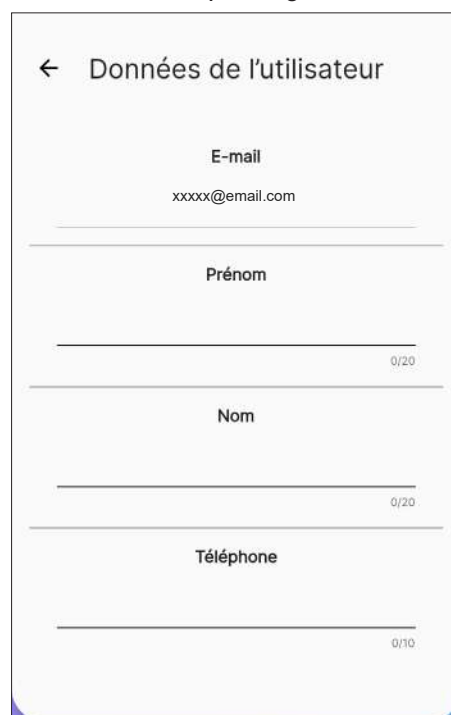 ← Données de l’utilisateur
E-mail
xxxxx@email.com
Prénom
0/20
Nom
0/20
Téléphone
0/10